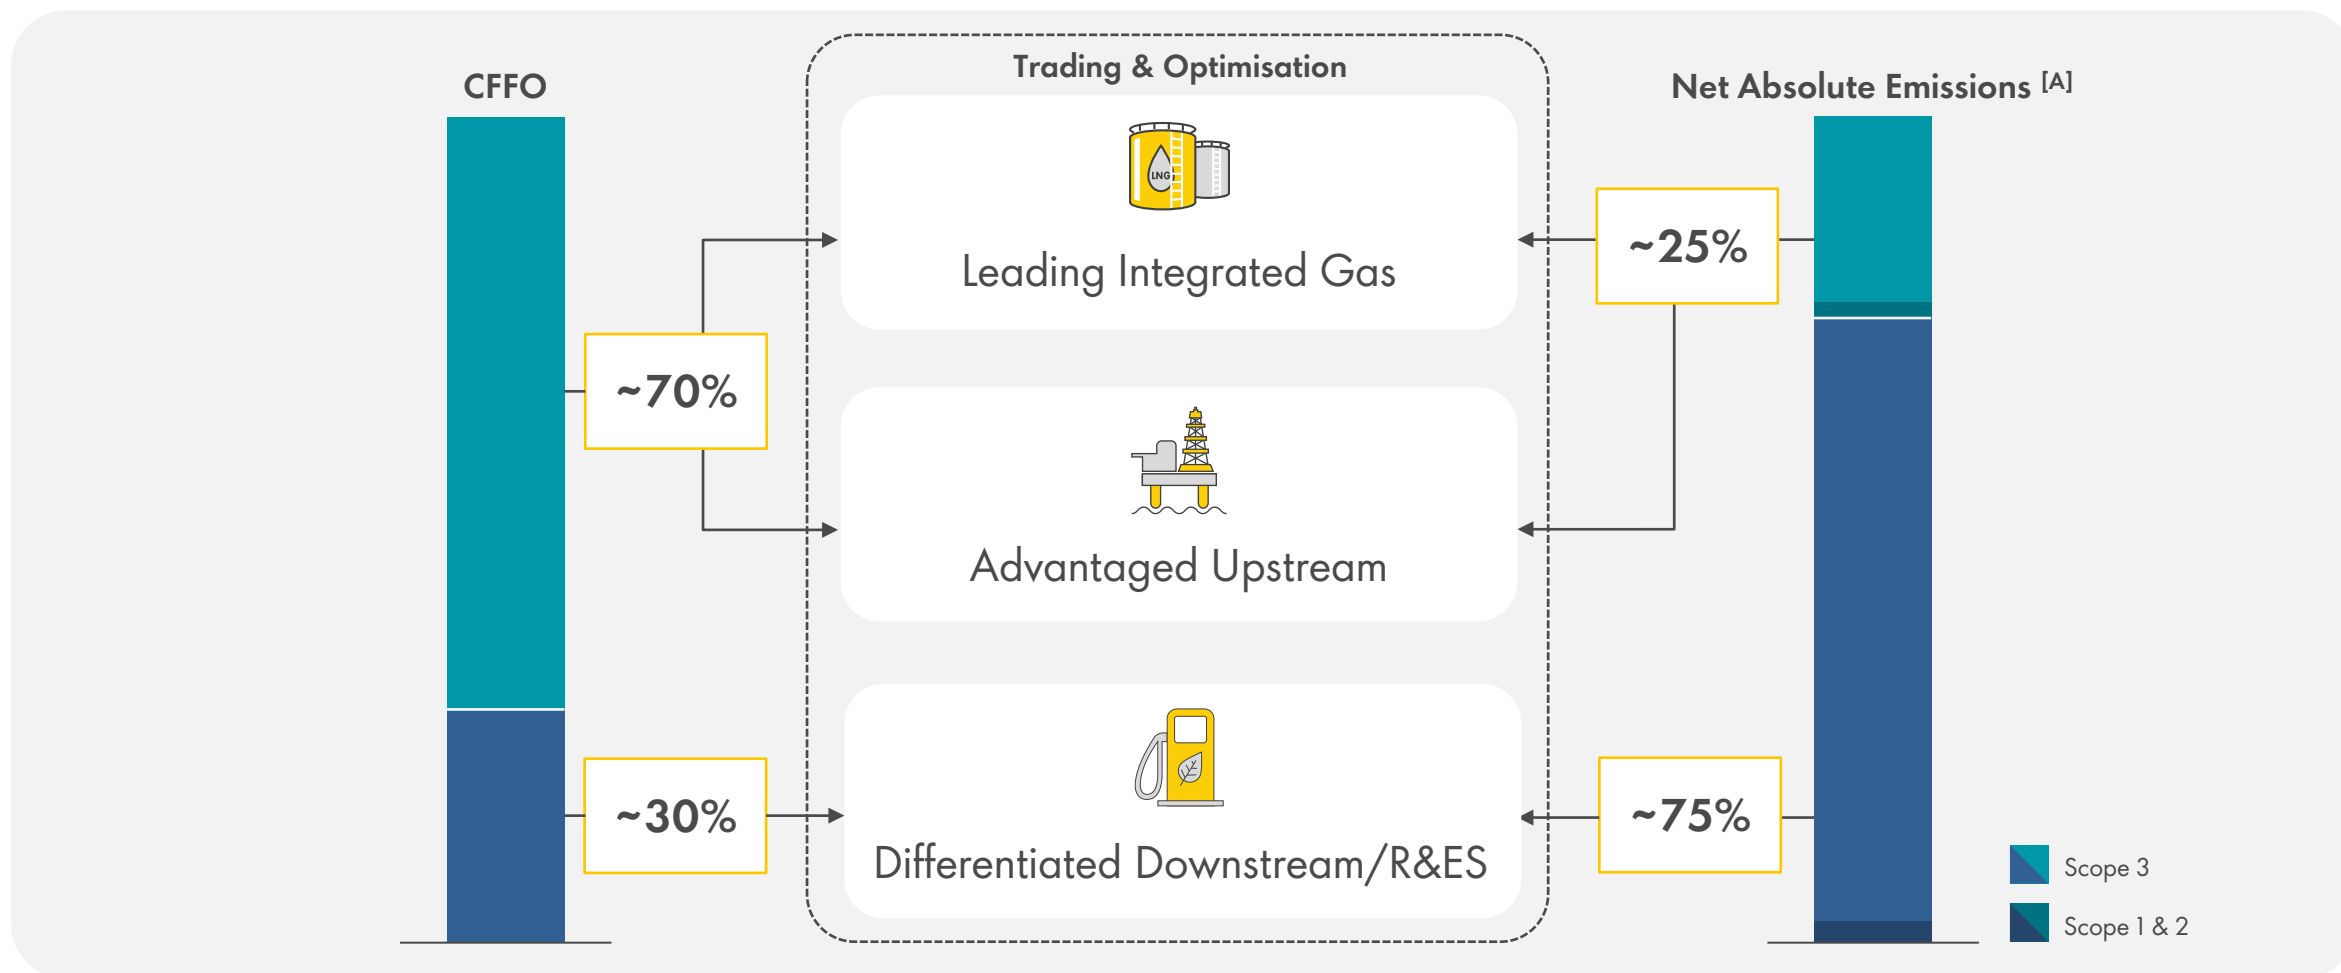 CFFO
Trading & Optimisation
Net Absolute Emissions [A]
LNG
Leading Integrated Gas
~25%
~70%
Advantaged Upstream
~30%
Differentiated Downstream/R&ES
~75%
Scope 3
Scope 1 & 2